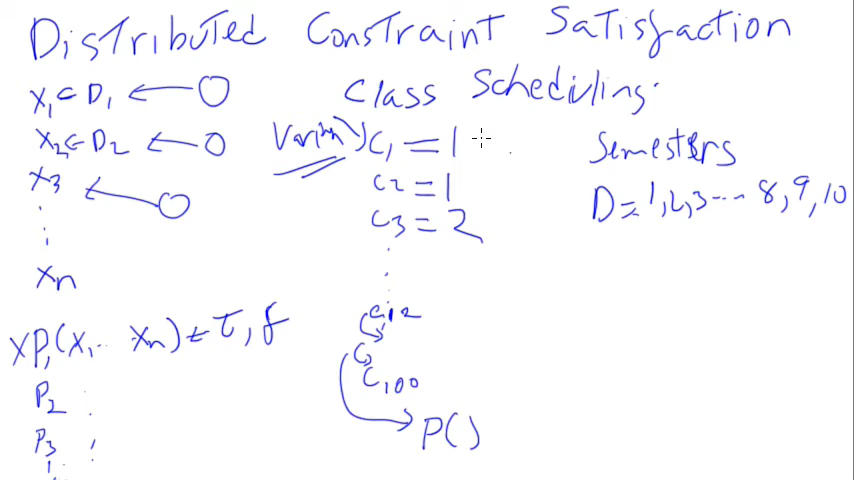 Distributed Constraint Satisfaction
Class Scheduling.
x₁ ∈ D₁
x₂ ∈ D₂
x₃
⋮
xₙ
P₁(x₁.. xₙ) ← T, f
P₂
P₃
C₁ = 1
C₂ = 1
C₃ = 2
⋮
C₁₀₀
P()
Semesters
D = 1, 2, 3 ... 8, 9, 10